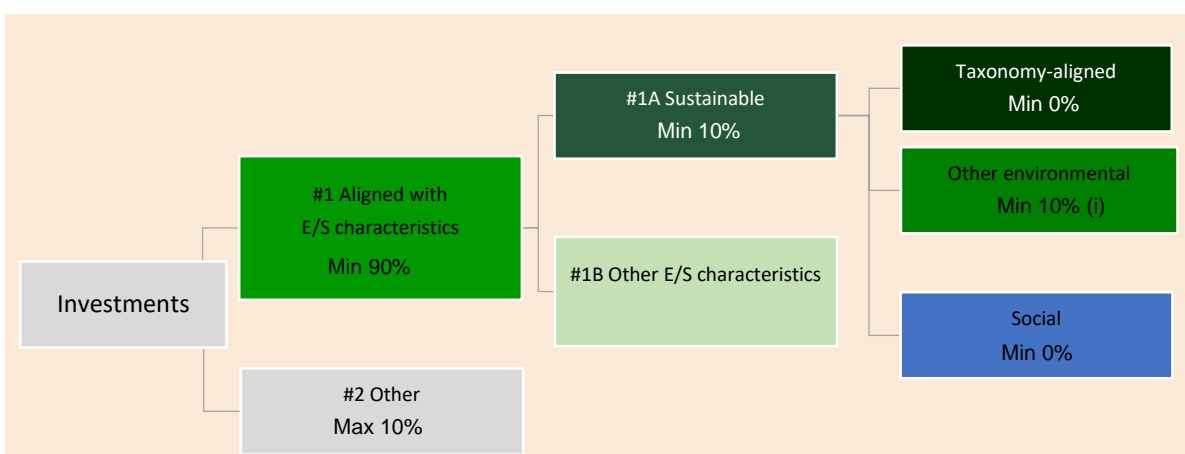 Investments
#1 Aligned with
E/S characteristics
Min 90%
#2 Other
Max 10%
#1A Sustainable
Min 10%
#1B Other E/S characteristics
Taxonomy-aligned
Min 0%
Other environmental
Min 10% (i)
Social
Min 0%